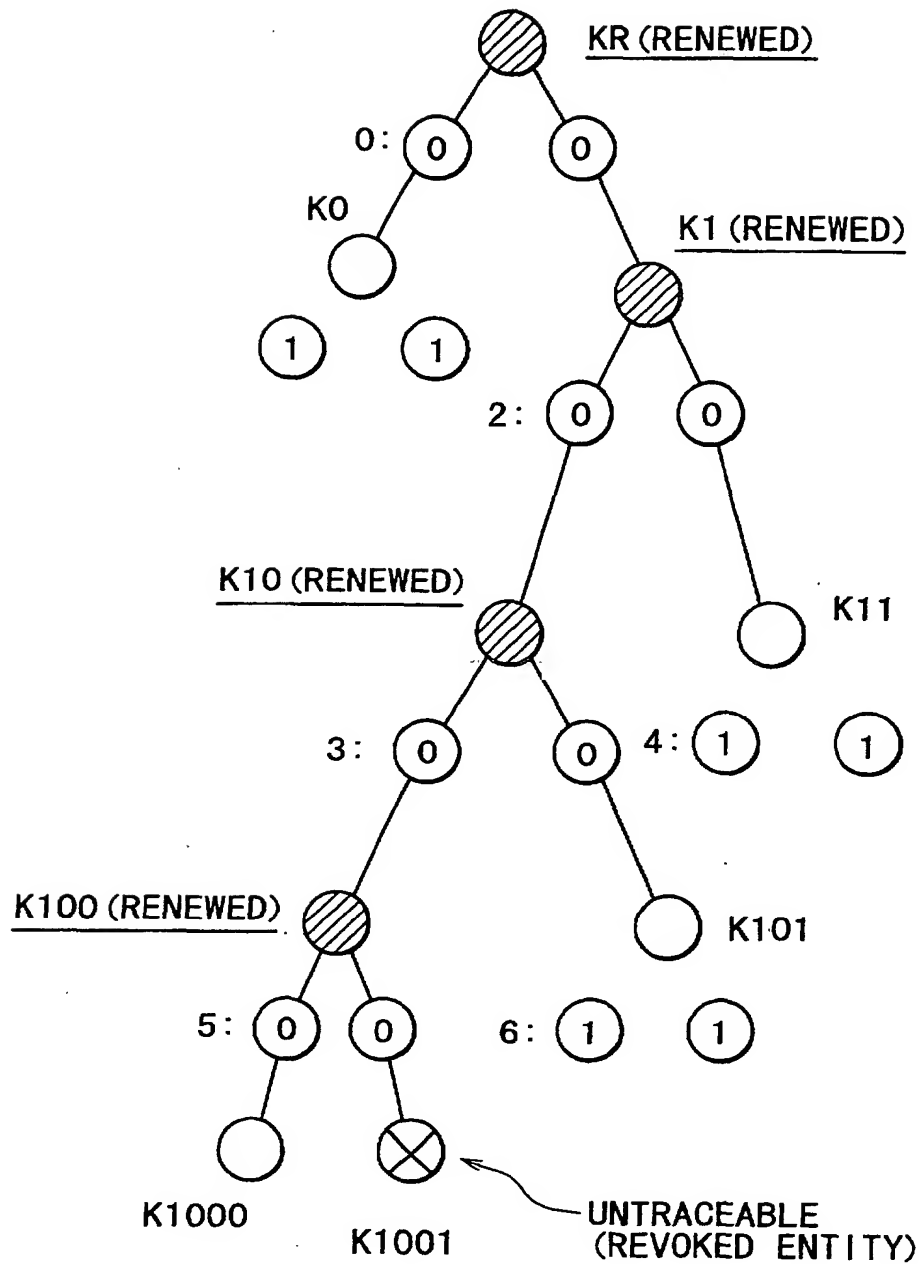 KR (RENEWED)
0: 0 0
K0
K1 (RENEWED)
1 1
2: 0 0
K10 (RENEWED)
K11
3: 0 0
4: 1 1
K100 (RENEWED)
K101
5: 0 0
6: 1 1
K1000
K1001
UNTRACEABLE
(REVOKED ENTITY)